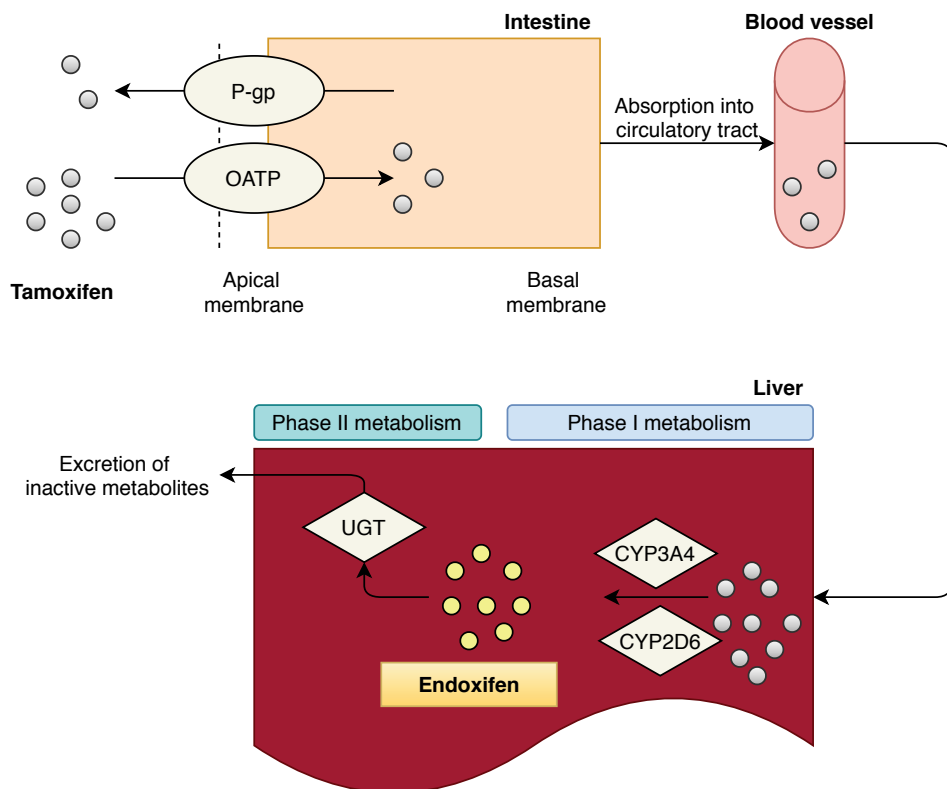 Intestine
Blood vessel
P-gp
Absorption into
circulatory tract
OATP
Tamoxifen
Apical
membrane
Basal
membrane
Liver
Phase II metabolism
Phase I metabolism
Excretion of
inactive metabolites
UGT
CYP3A4
CYP2D6
Endoxifen